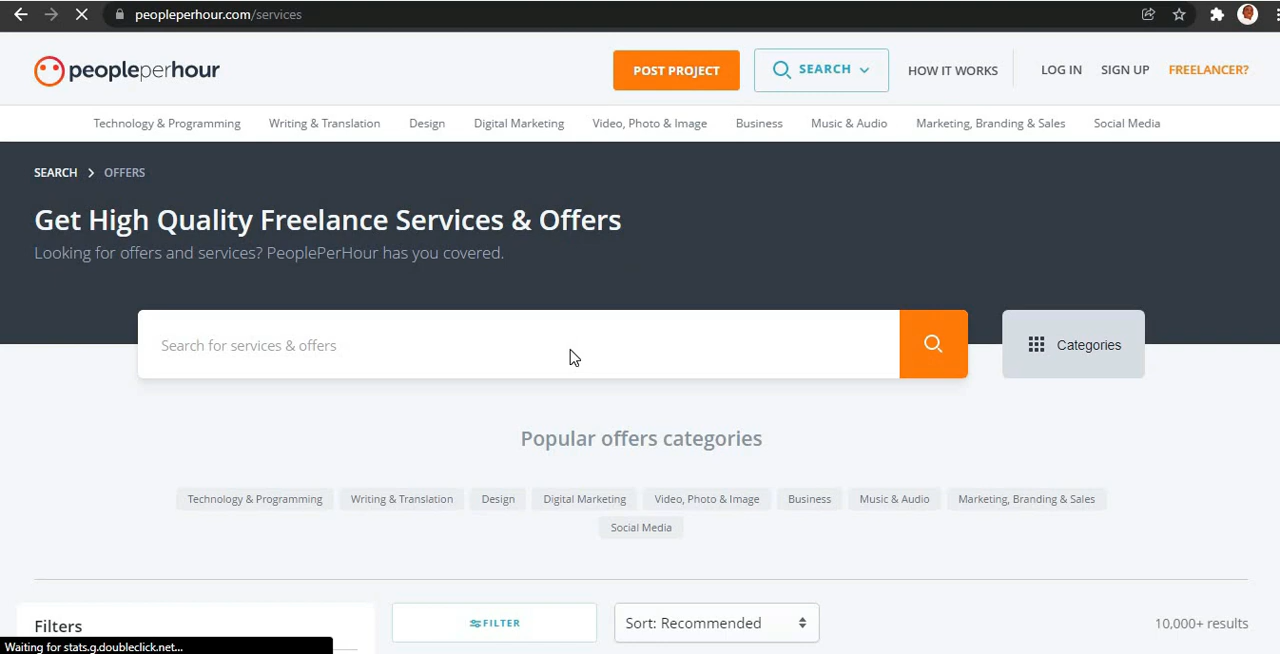 peopleperhour.com/services
peopleperhour
POST PROJECT
SEARCH
HOW IT WORKS
LOG IN
SIGN UP
FREELANCER?
Technology & Programming
Writing & Translation
Design
Digital Marketing
Video, Photo & Image
Business
Music & Audio
Marketing, Branding & Sales
Social Media
SEARCH > OFFERS
Get High Quality Freelance Services & Offers
Looking for offers and services? PeoplePerHour has you covered.
Search for services & offers
Categories
Popular offers categories
Technology & Programming
Writing & Translation
Design
Digital Marketing
Video, Photo & Image
Business
Music & Audio
Marketing, Branding & Sales
Social Media
Filters
FILTER
Sort: Recommended
10,000+ results
Waiting for stats.g.doubleclick.net...